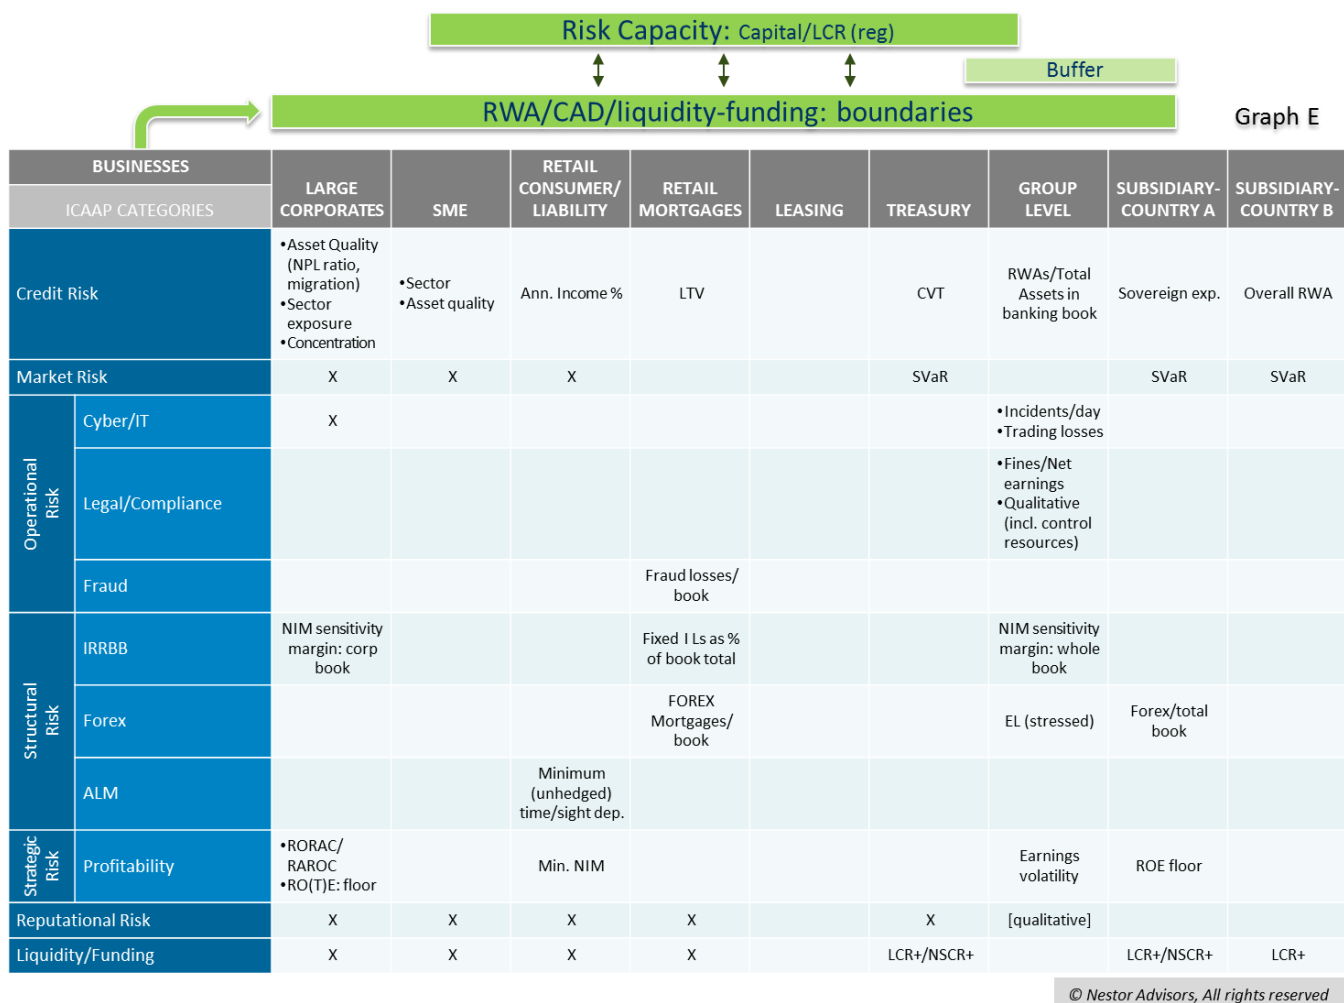 Risk Capacity: Capital/LCR (reg)
Buffer
RWA/CAD/liquidity-funding: boundaries
Graph E
BUSINESSES
ICAAP CATEGORIES
LARGE
CORPORATES
SME
RETAIL
CONSUMER/
LIABILITY
RETAIL
MORTGAGES
LEASING
TREASURY
GROUP
LEVEL
SUBSIDIARY-
COUNTRY A
SUBSIDIARY-
COUNTRY B
Credit Risk
•Asset Quality
(NPL ratio,
migration)
•Sector
exposure
•Concentration
•Sector
•Asset quality
Ann. Income %
LTV
CVT
RWAs/Total
Assets in
banking book
Sovereign exp.
Overall RWA
Market Risk
X
X
X
SVaR
SVaR
SVaR
Operational
Risk
Cyber/IT
X
•Incidents/day
•Trading losses
Legal/Compliance
•Fines/Net
earnings
•Qualitative
(incl. control
resources)
Fraud
Fraud losses/
book
Structural
Risk
IRRBB
NIM sensitivity
margin: corp
book
Fixed I Ls as %
of book total
NIM sensitivity
margin: whole
book
Forex
FOREX
Mortgages/
book
EL (stressed)
Forex/total
book
ALM
Minimum
(unhedged)
time/sight dep.
Strategic
Risk
Profitability
•RORAC/
RAROC
•RO(T)E: floor
Min. NIM
Earnings
volatility
ROE floor
Reputational Risk
X
X
X
X
X
[qualitative]
Liquidity/Funding
X
X
X
X
LCR+/NSCR+
LCR+/NSCR+
LCR+
© Nestor Advisors, All rights reserved